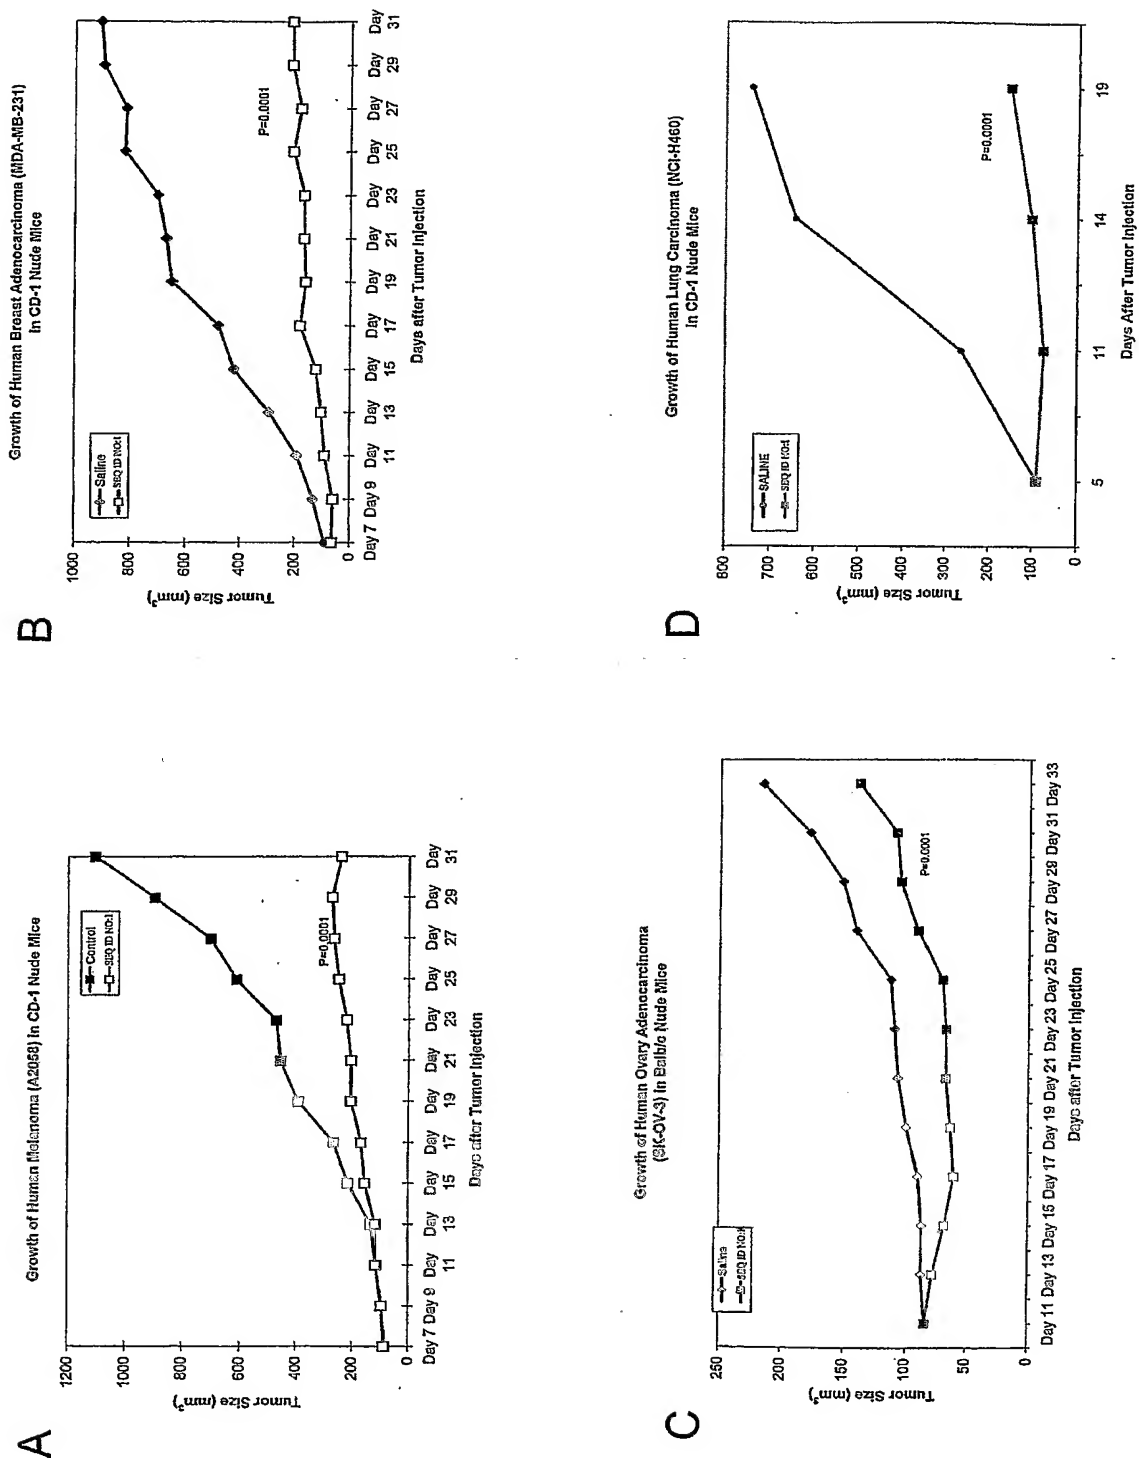 A
Growth of Human Melanoma (A2058) in CD-1 Nude Mice
Control
SEQ ID NO:1
Tumor Size (mm³)
1200
1000
800
600
400
200
0
P=0.0001
Day 7 Day 9 Day Day Day Day Day Day Day Day Day Day Day
11 13 15 17 19 21 23 25 27 29 31
Days after Tumor Injection
B
Growth of Human Breast Adenocarcinoma (MDA-MB-231)
In CD-1 Nude Mice
Saline
SEQ ID NO:1
Tumor Size (mm³)
1000
800
600
400
200
0
P=0.0001
Day 7 Day 9 Day Day Day Day Day Day Day Day Day Day Day
11 13 15 17 19 21 23 25 27 29 31
Days after Tumor Injection
C
Growth of Human Ovary Adenocarcinoma
(SK-OV-3) in Balb/c Nude Mice
Saline
SEQ ID NO:1
Tumor Size (mm³)
250
200
150
100
50
0
P=0.0001
Day 11 Day 13 Day 15 Day 17 Day 19 Day 21 Day 23 Day 25 Day 27 Day 29 Day 31 Day 33
Days after Tumor Injection
D
Growth of Human Lung Carcinoma (NCI-H460)
in CD-1 Nude Mice
SALINE
SEQ ID NO:1
Tumor Size (mm³)
800
700
600
500
400
300
200
100
0
P=0.0001
5 11 14 19
Days After Tumor Injection